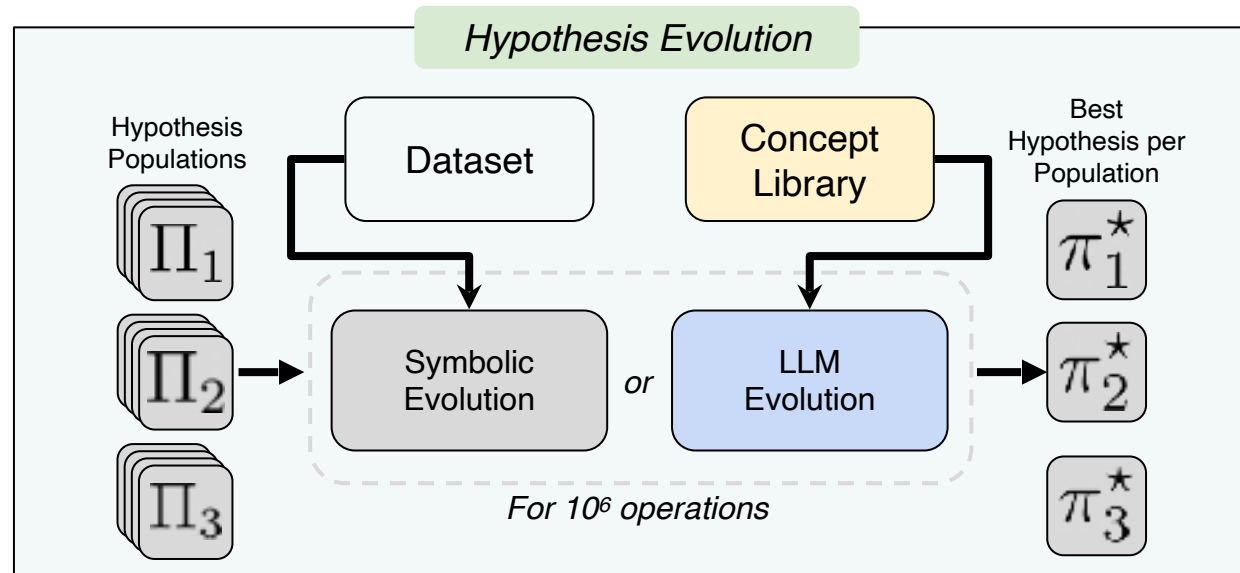 Hypothesis Evolution
Hypothesis
Populations
Dataset
Concept
Library
Best
Hypothesis per
Population
Π₁
Π₂
Π₃
Symbolic
Evolution
or
LLM
Evolution
For 10⁶ operations
π₁*
π₂*
π₃*